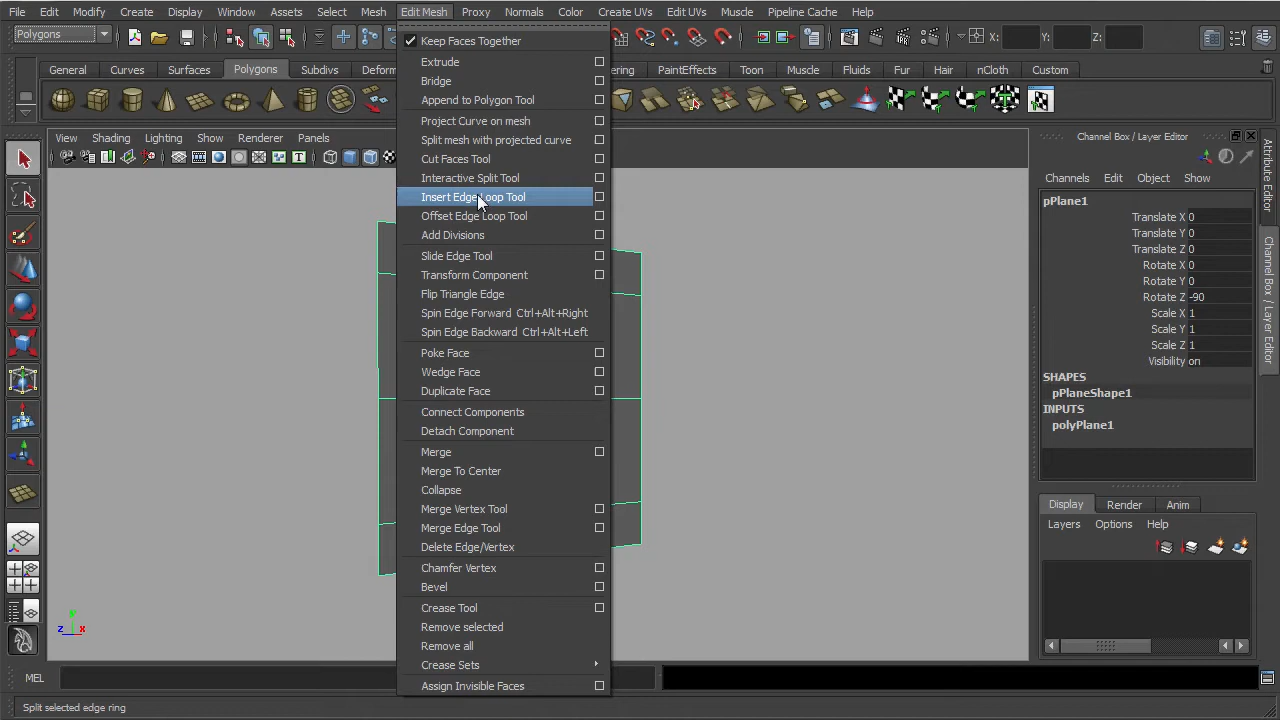 File Edit Modify Create Display Window Assets Select Mesh Edit Mesh Proxy Normals Color Create UVs Edit UVs Muscle Pipeline Cache Help
Polygons
X: Y: Z:
General Curves Surfaces Polygons Subdivs Deform
ering PaintEffects Toon Muscle Fluids Fur Hair nCloth Custom
View Shading Lighting Show Renderer Panels
Keep Faces Together
Extrude
Bridge
Append to Polygon Tool
Project Curve on mesh
Split mesh with projected curve
Cut Faces Tool
Interactive Split Tool
Insert Edge Loop Tool
Offset Edge Loop Tool
Add Divisions
Slide Edge Tool
Transform Component
Flip Triangle Edge
Spin Edge Forward Ctrl+Alt+Right
Spin Edge Backward Ctrl+Alt+Left
Poke Face
Wedge Face
Duplicate Face
Connect Components
Detach Component
Merge
Merge To Center
Collapse
Merge Vertex Tool
Merge Edge Tool
Delete Edge/Vertex
Chamfer Vertex
Bevel
Crease Tool
Remove selected
Remove all
Crease Sets
Assign Invisible Faces
Channel Box / Layer Editor
Channels Edit Object Show
pPlane1
Translate X 0
Translate Y 0
Translate Z 0
Rotate X 0
Rotate Y 0
Rotate Z -90
Scale X 1
Scale Y 1
Scale Z 1
Visibility on
SHAPES
pPlaneShape1
INPUTS
polyPlane1
Display Render Anim
Layers Options Help
Attribute Editor
Channel Box / Layer Editor
y
z x
MEL
Split selected edge ring